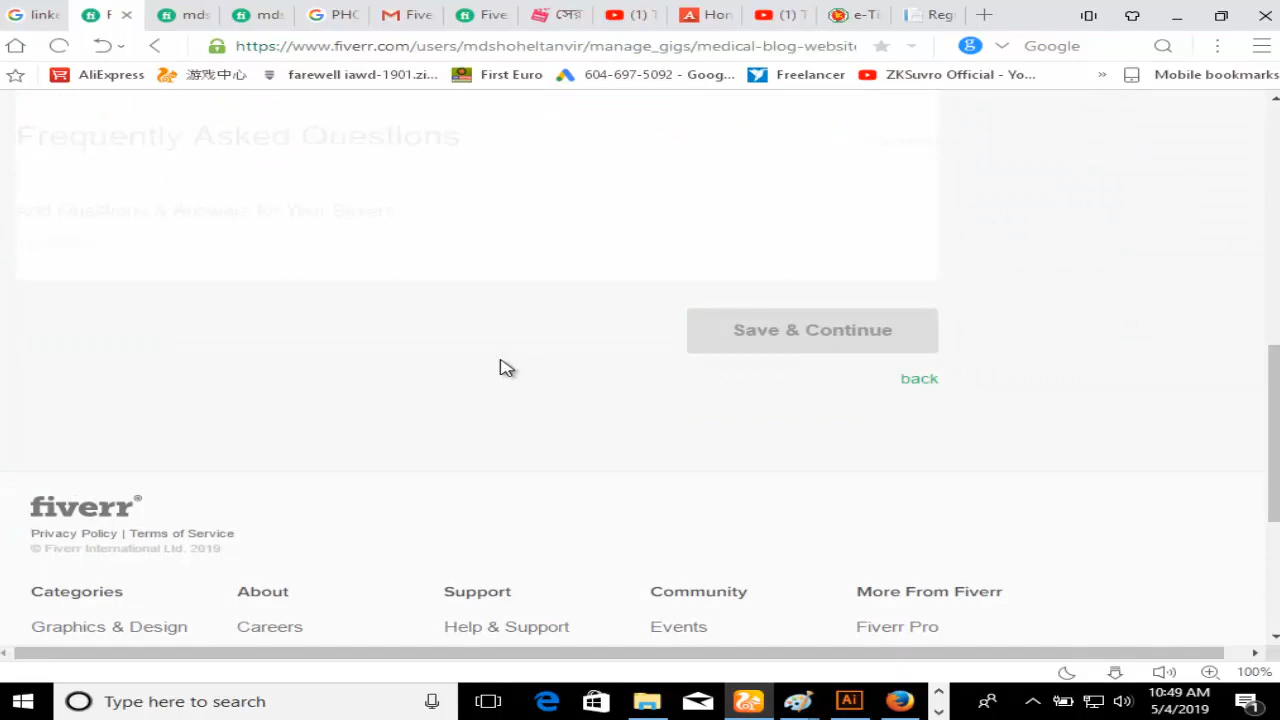 linke
F
mds
mds
PHC
Five
Five
সের
(1) T
Hon
(1) T
e-Ti
Reg
https://www.fiverr.com/users/mdshoheltanvir/manage_gigs/medical-blog-website
Google
AliExpress
游戏中心
farewell iawd-1901.zi...
First Euro
604-697-5092 - Goog...
Freelancer
ZKSuvro Official - Yo...
»
Mobile bookmarks
Frequently Asked Questions
Add Questions & Answers for Your Buyers
Save & Continue
back
fiverr®
Privacy Policy | Terms of Service
© Fiverr International Ltd. 2019
Categories
About
Support
Community
More From Fiverr
Graphics & Design
Careers
Help & Support
Events
Fiverr Pro
100%
Type here to search
10:49 AM
5/4/2019
1